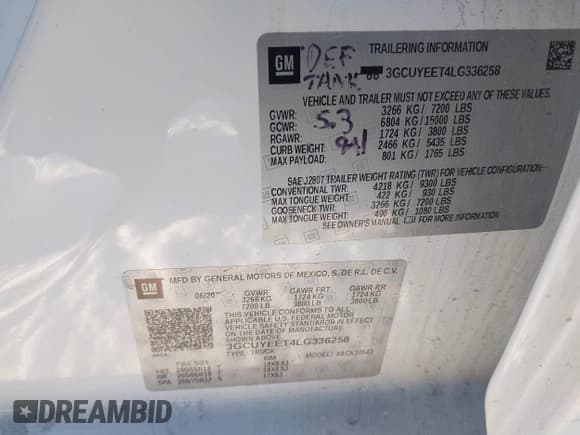 GM
DEF
TANK
TRAILERING INFORMATION
3GCUYEET4LG336258
VEHICLE AND TRAILER MUST NOT EXCEED ANY OF THESE VALUES.
GVWR: 3266 KG / 7200 LBS
GCWR: 6804 KG / 15000 LBS
RGAWR: 1724 KG / 3800 LBS
CURB WEIGHT: 2466 KG / 5435 LBS
MAX PAYLOAD: 801 KG / 1765 LBS
5.3
SAE J2807 TRAILER WEIGHT RATING (TWR) FOR VEHICLE CONFIGURATION:
CONVENTIONAL TWR: 4218 KG / 9300 LBS
MAX TONGUE WEIGHT: 422 KG / 930 LBS
GOOSENECK TWR: 3266 KG / 7200 LBS
MAX TONGUE WEIGHT: 490 KG / 1080 LBS
SEE OWNER'S MANUAL FOR MORE INFORMATION
GM
MFD BY GENERAL MOTORS DE MEXICO, S. DE R.L. DE C.V.
06/20 GVWR GAWR FRT GAWR RR
3266 KG 1724 KG 1724 KG
7200 LB 3800 LB 3800 LB
THIS VEHICLE CONFORMS TO ALL
APPLICABLE U.S. FEDERAL MOTOR
VEHICLE SAFETY STANDARDS IN EFFECT ON
THE DATE OF MANUFACTURE SHOWN
ABOVE.
3GCUYEET4LG336258
TYPE: TRUCK
MODEL:
TIRE SIZE RIM
FRT
RR
SPA
DREAMBID